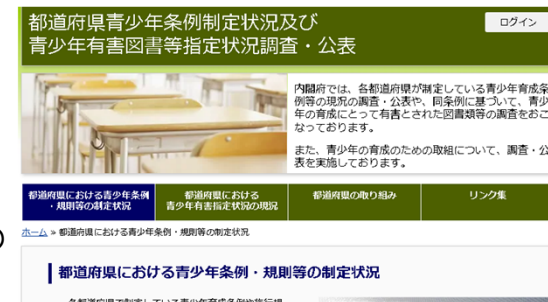 都道府県青少年条例制定状況及び
青少年有害図書等指定状況調査・公表
ログイン
内閣府では、各都道府県が制定している青少年育成条
例等の現況の調査・公表や、同条例に基づいて、青少
年の育成にとって有害とされた図書類等の調査をおこ
なっております。
また、青少年の育成のための取組について、調査・公
表を実施しております。
都道府県における青少年条例
・規則等の制定状況
都道府県における
青少年有害指定状況の現況
都道府県の取り組み
リンク集
ホーム » 都道府県における青少年条例・規則等の制定状況
都道府県における青少年条例・規則等の制定状況